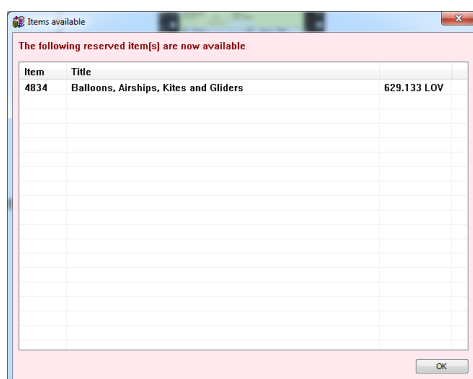 Items available
The following reserved item(s) are now available
Item Title
4834 Balloons, Airships, Kites and Gliders 629.133 LOV
OK